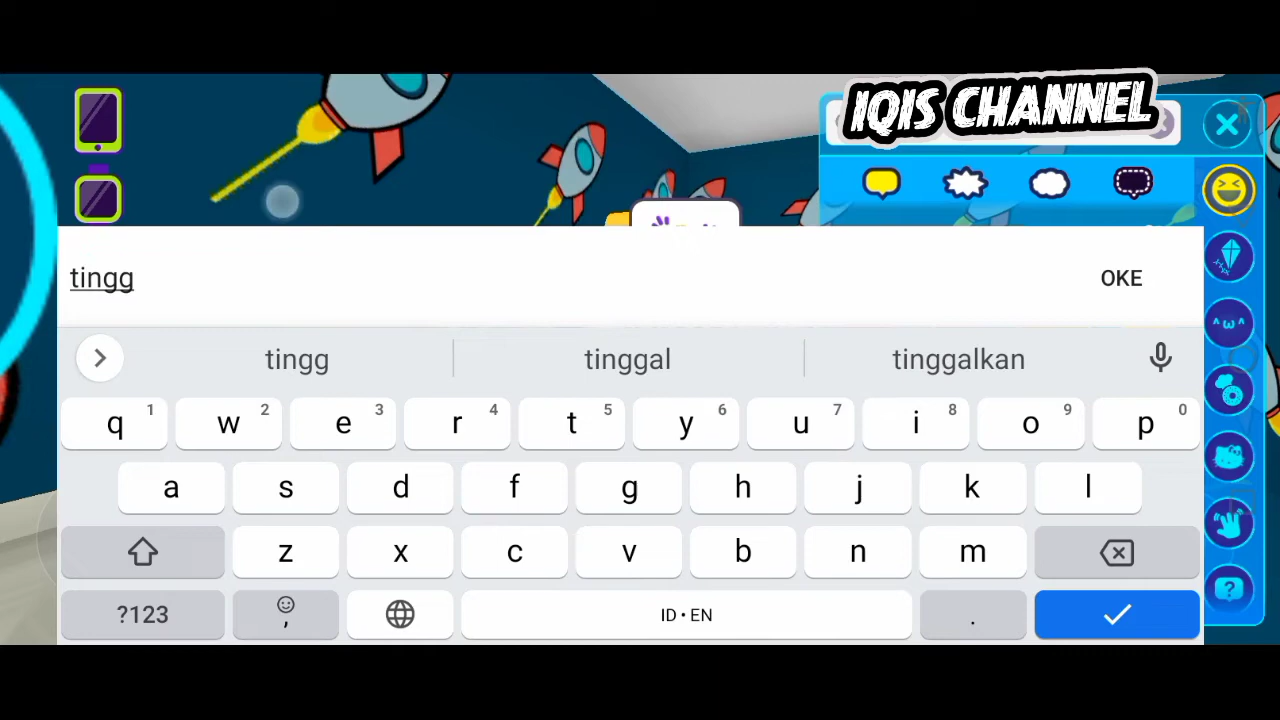 IQIS CHANNEL
^ω^
?
tingg
OKE
tingg tinggal tinggalkan
q 1 w 2 e 3 r 4 t 5 y 6 u 7 i 8 o 9 p 0
a s d f g h j k l
z x c v b n m
?123 , ID • EN .